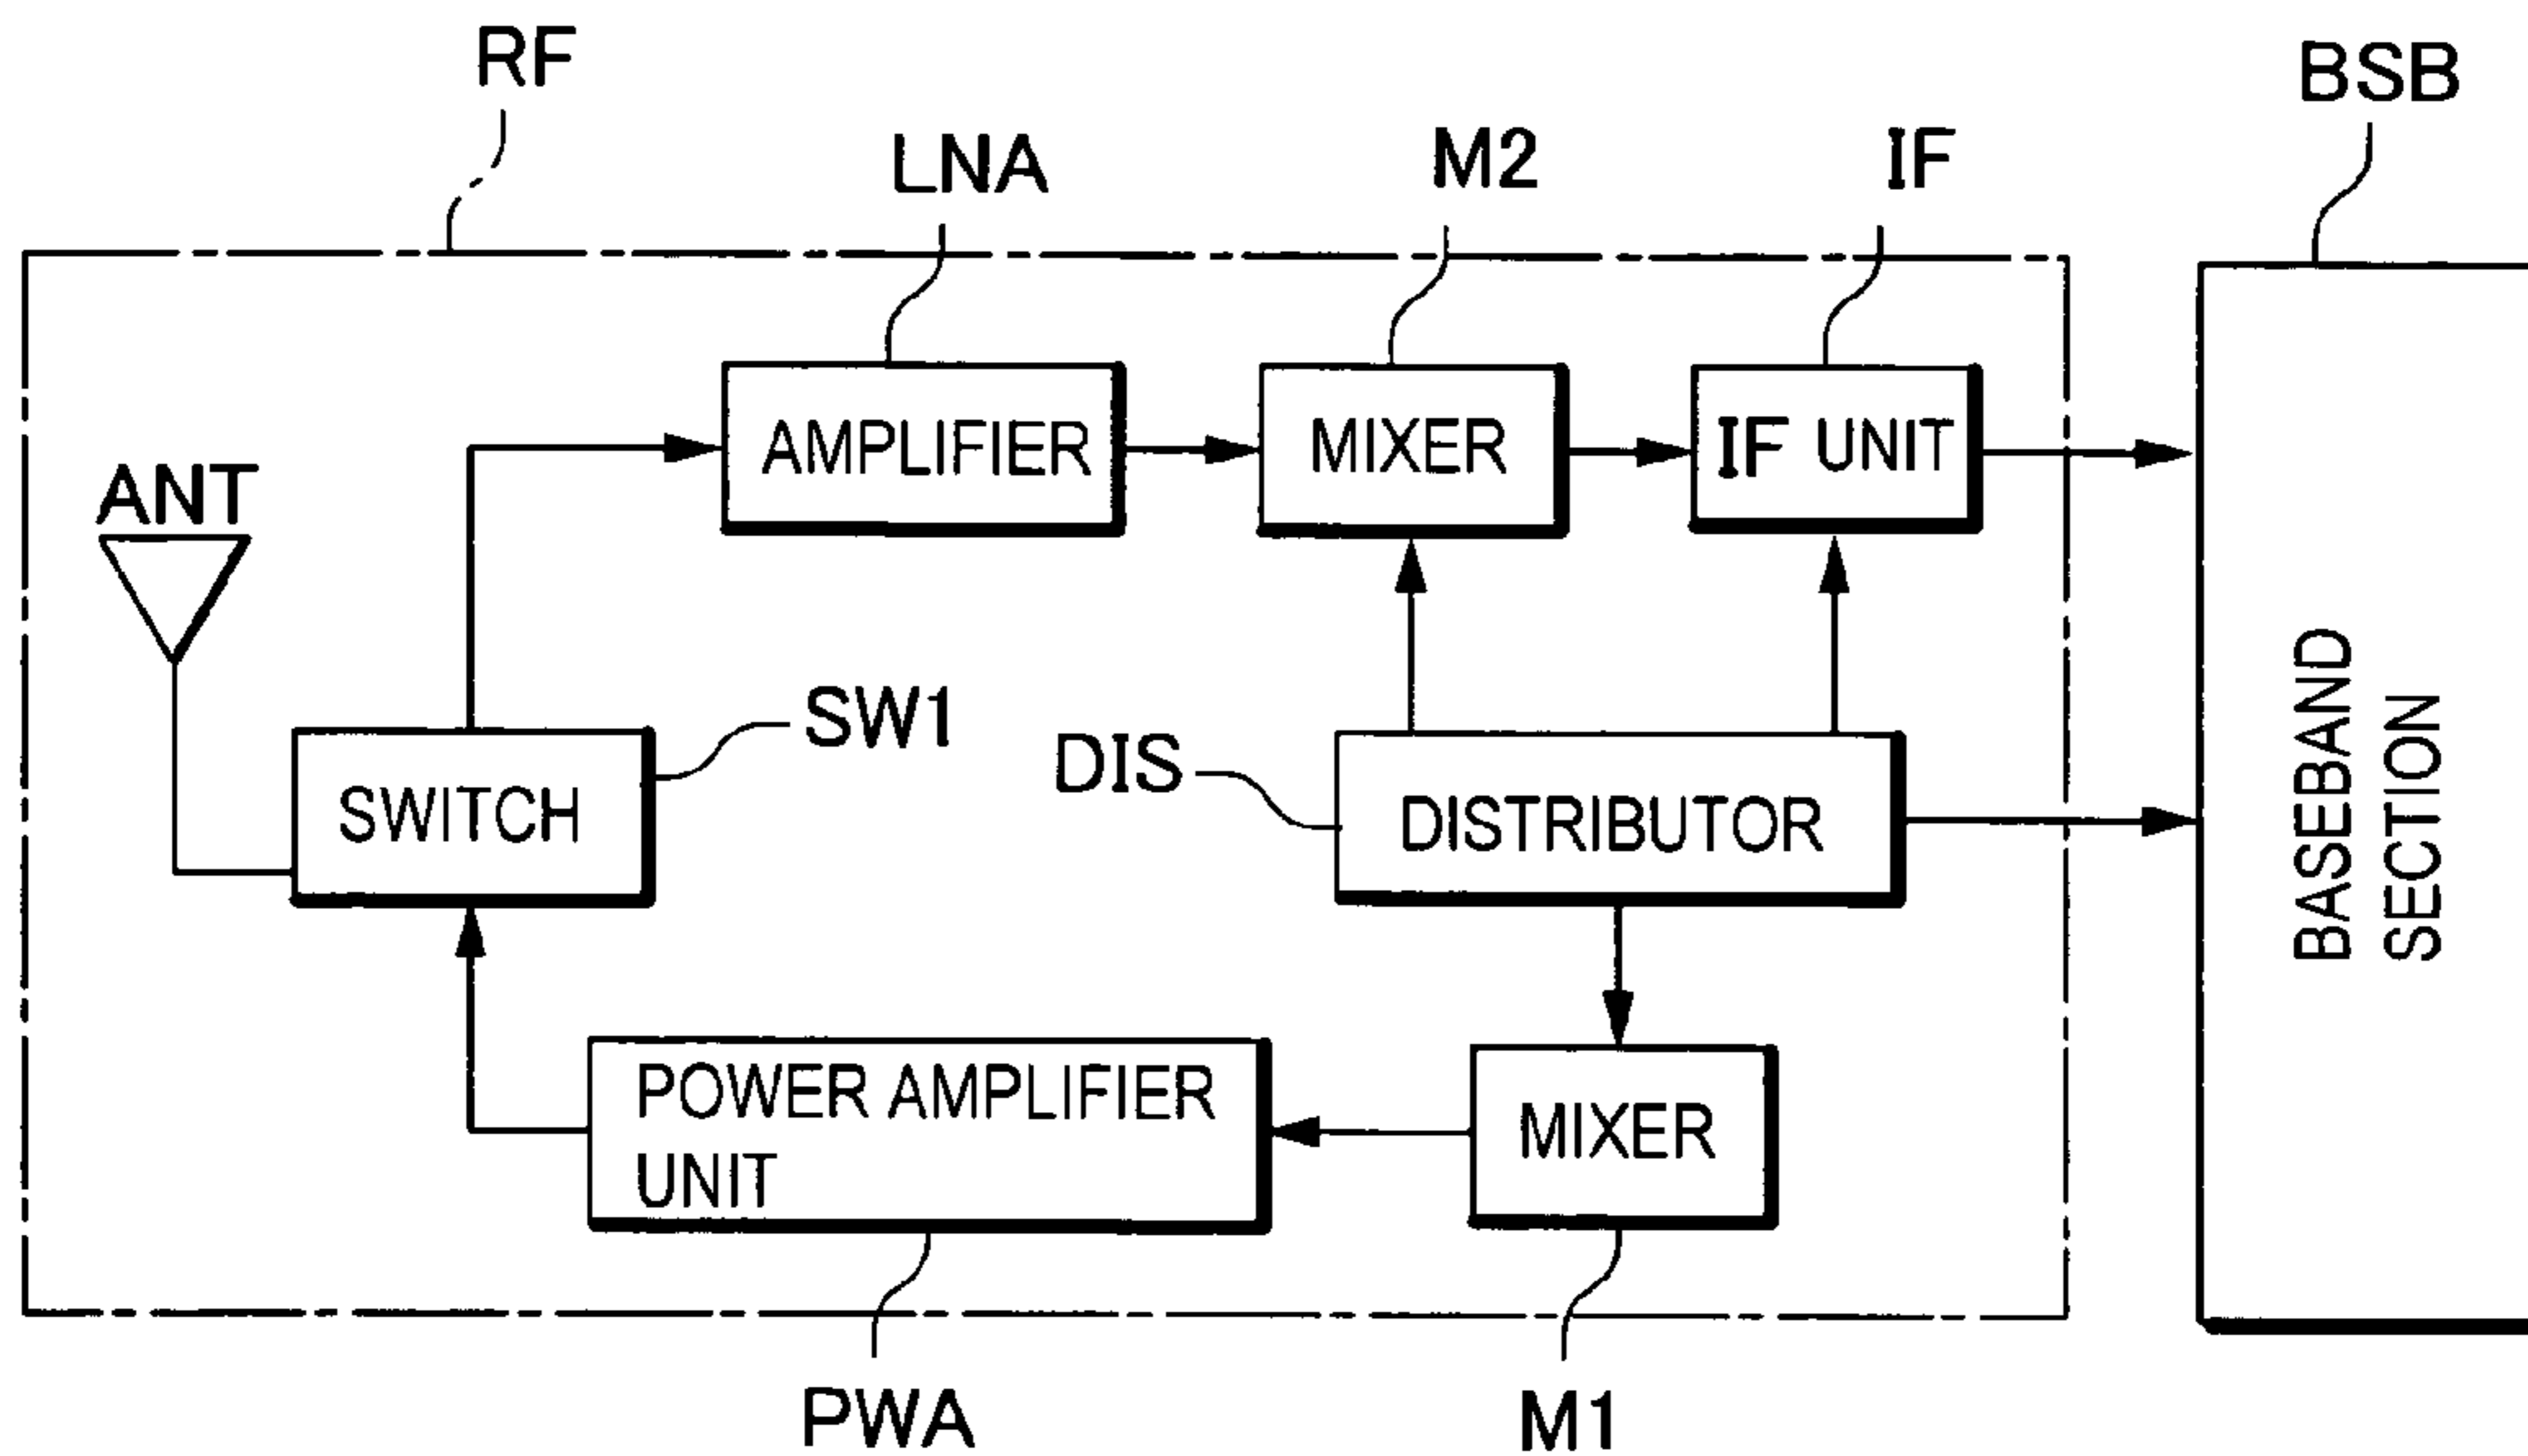 RF
BSB
LNA
M2
IF
AMPLIFIER
MIXER
IF UNIT
ANT
SW1
DIS
SWITCH
DISTRIBUTOR
BASEBAND
SECTION
POWER AMPLIFIER
UNIT
MIXER
PWA
M1